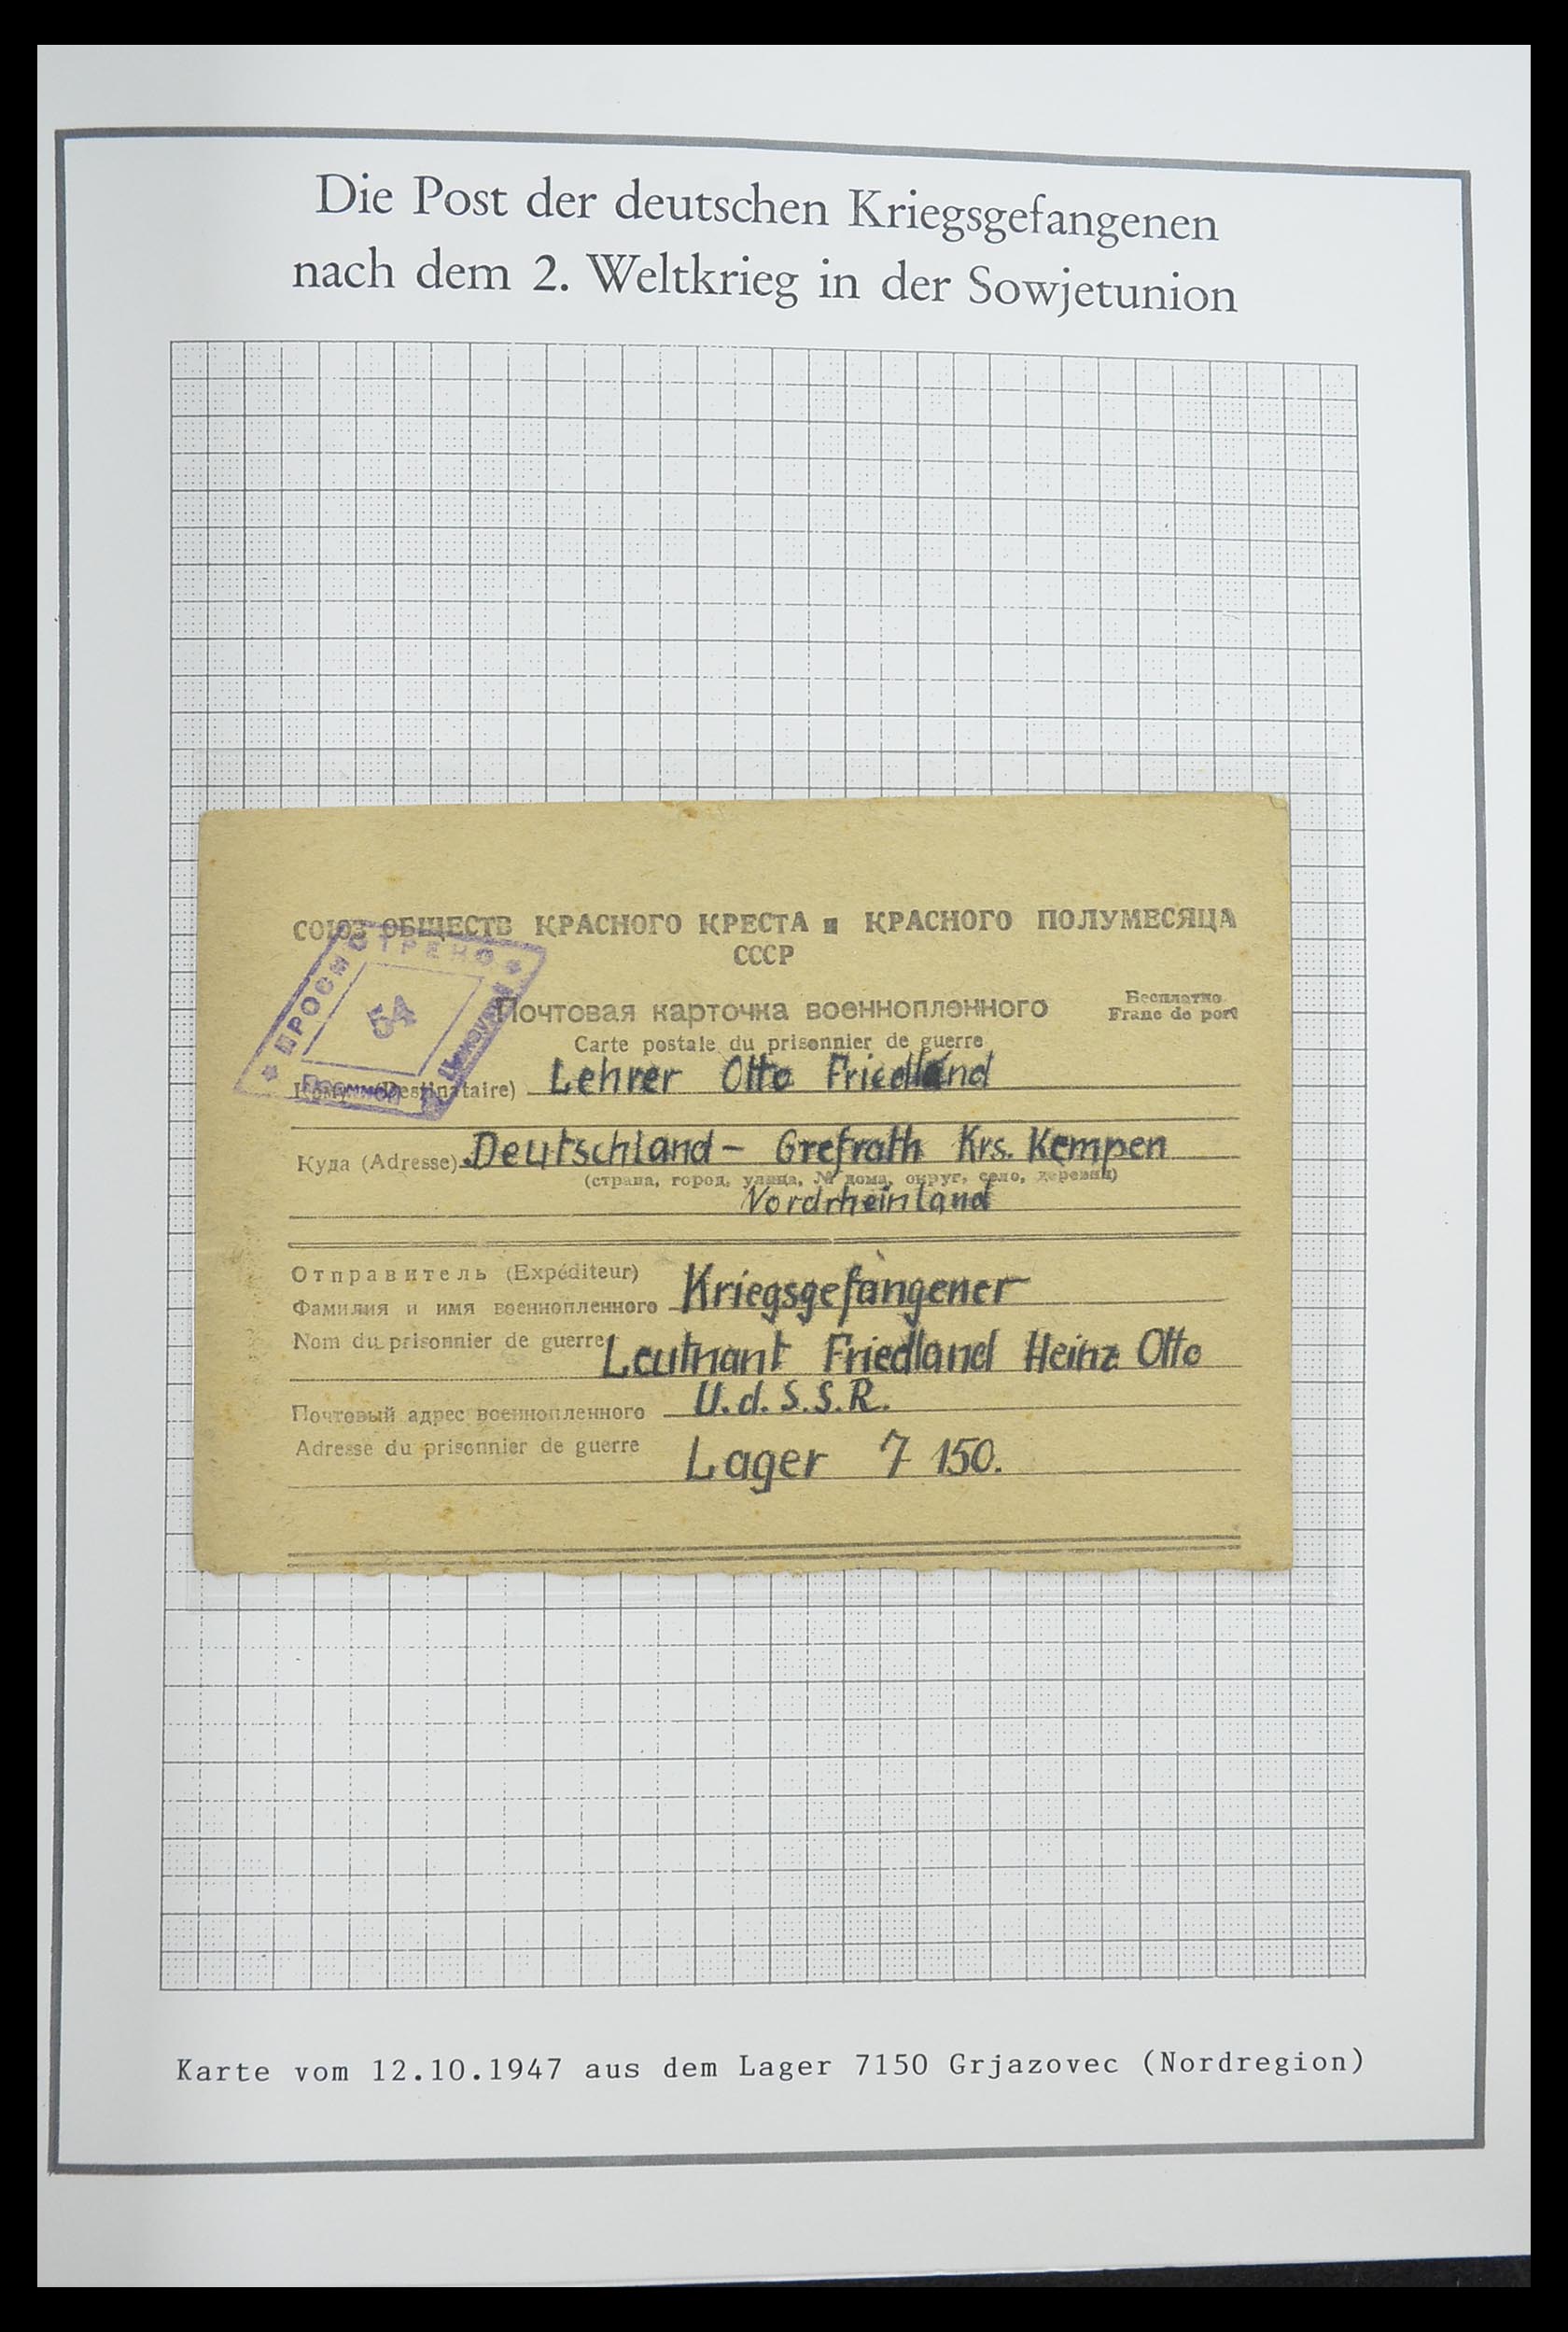 Die Post der deutschen Kriegsgefangenen
nach dem 2. Weltkrieg in der Sowjetunion
СОЮЗ ОБЩЕСТВ КРАСНОГО КРЕСТА и КРАСНОГО ПОЛУМЕСЯЦА
СССР
ПРОСМОТРЕНО
54
Почтовая карточка военнопленного
Бесплатно
Franc de port
Carte postale du prisonnier de guerre
Кому (Destinataire) Lehrer Otto Friedland
Куда (Adresse) Deutschland - Grefrath Krs. Kempen
(страна, город, улица, № дома, округ, село, деревня)
Nordrheinland
Отправитель (Expéditeur)
Фамилия и имя военнопленного Kriegsgefangener
Nom du prisonnier de guerre Leutnant Friedland Heinz Otto
U.d.S.S.R.
Почтовый адрес военнопленного
Adresse du prisonnier de guerre Lager 7 150.
Karte vom 12.10.1947 aus dem Lager 7150 Grjazovec (Nordregion)